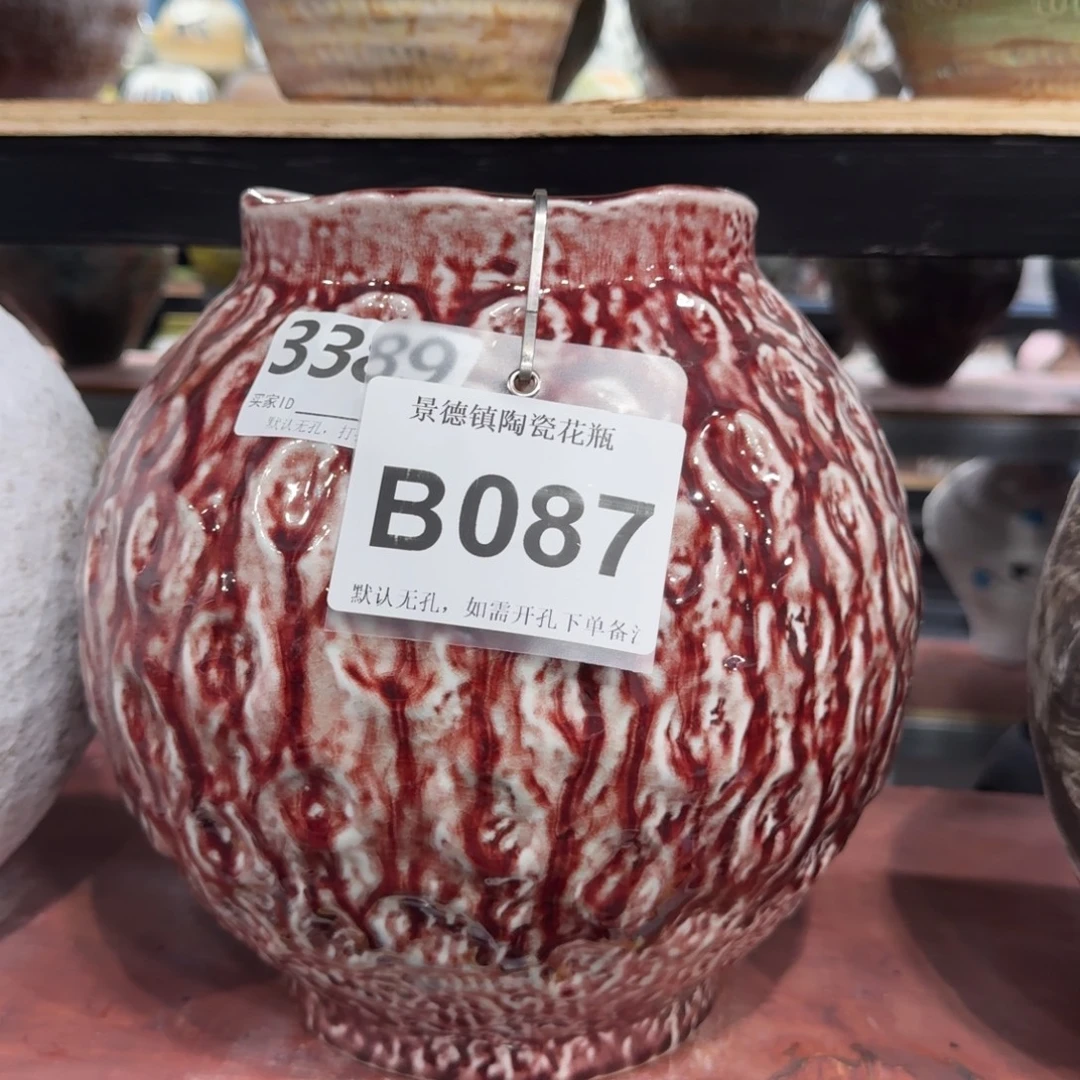 3389
买家ID
默认无孔，打
景德镇陶瓷花瓶
B087
默认无孔，如需开孔下单备